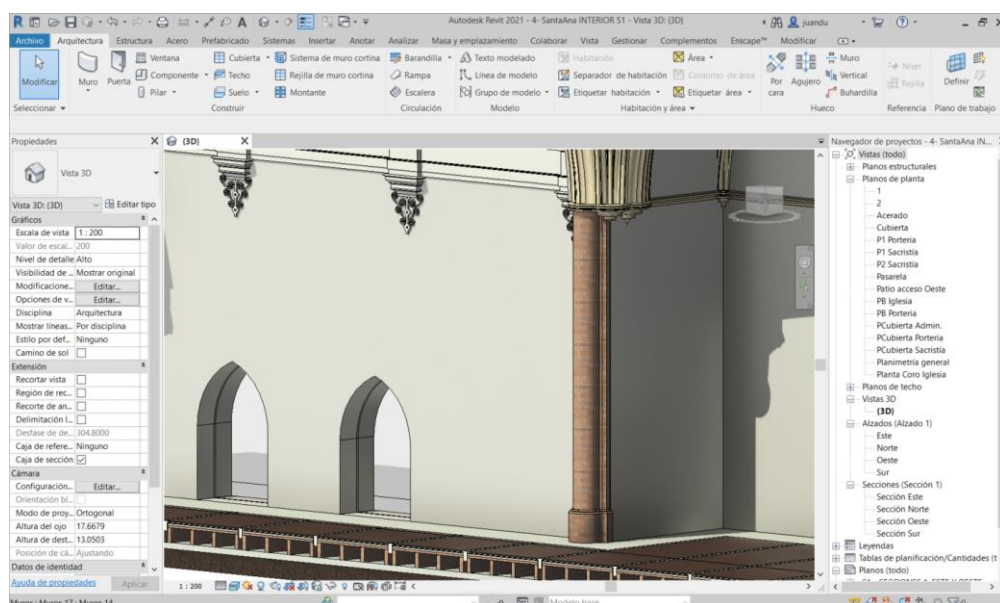 Autodesk Revit 2021 - 4- SantaAna INTERIOR S1 - Vista 3D: {3D}
juandu
Archivo Arquitectura Estructura Acero Prefabricado Sistemas Insertar Anotar Analizar Masa y emplazamiento Colaborar Vista Gestionar Complementos Enscape™ Modificar
Modificar
Muro
Puerta
Ventana
Componente
Pilar
Cubierta
Techo
Suelo
Sistema de muro cortina
Rejilla de muro cortina
Montante
Barandilla
Rampa
Escalera
Texto modelado
Línea de modelo
Grupo de modelo
Habitación
Separador de habitación
Etiquetar habitación
Área
Contorno de área
Etiquetar área
Por cara
Agujero
Muro
Vertical
Buhardilla
Nivel
Rejilla
Definir
Seleccionar Construir Circulación Modelo Habitación y área Hueco Referencia Plano de trabajo
Propiedades
Vista 3D
Vista 3D: {3D} Editar tipo
Gráficos
Escala de vista 1 : 200
Valor de escal... 200
Nivel de detalle Alto
Visibilidad de ... Mostrar original
Modificacione... Editar...
Opciones de v... Editar...
Disciplina Arquitectura
Mostrar líneas... Por disciplina
Estilo por def... Ninguno
Camino de sol
Extensión
Recortar vista
Región de rec...
Recorte de an...
Delimitación l...
Desfase de de... 304.8000
Caja de refere... Ninguno
Caja de sección
Cámara
Configuración... Editar...
Orientación bl...
Modo de proy... Ortogonal
Altura del ojo 17.6679
Altura de dest... 13.0503
Posición de cá... Ajustando
Datos de identidad
Ayuda de propiedades Aplicar
{3D}
1 : 200
Muros : Muros 17 : Muros 14
Modelo base
Navegador de proyectos - 4- SantaAna IN...
Vistas (todo)
Planos estructurales
Planos de planta
1
2
Acerado
Cubierta
P1 Porteria
P1 Sacristía
P2 Sacristía
Pasarela
Patio acceso Oeste
PB Iglesia
PB Porteria
PCubierta Admin.
PCubierta Porteria
PCubierta Sacristía
Planimetría general
Planta Coro Iglesia
Planos de techo
Vistas 3D
{3D}
Alzados (Alzado 1)
Este
Norte
Oeste
Sur
Secciones (Sección 1)
Sección Este
Sección Norte
Sección Oeste
Sección Sur
Leyendas
Tablas de planificación/Cantidades (t
Planos (todo)